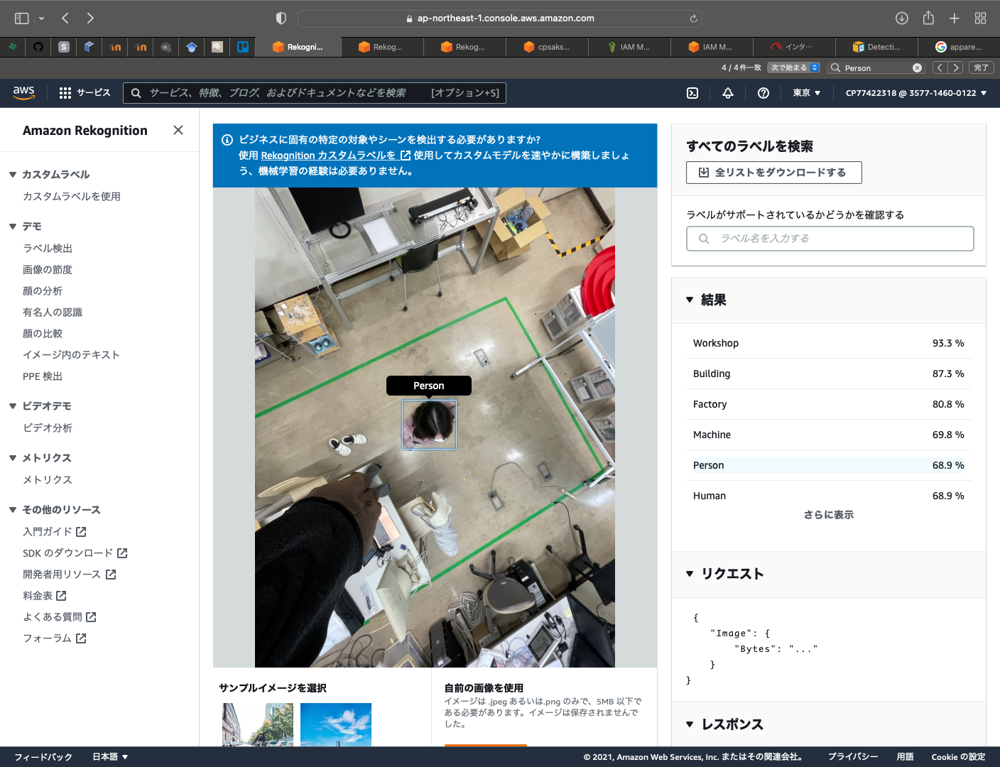 ap-northeast-1.console.aws.amazon.com
S
Rekogni...
Rekog...
Rekog...
cpsaks...
IAM M...
IAM M...
インタ…
Detecti...
appare...
4 / 4 件一致
次で始まる
Person
完了
aws
サービス
サービス、特徴、ブログ、およびドキュメントなどを検索
[オプション+S]
東京 ▼
CP77422318 @ 3577-1460-0122 ▼
Amazon Rekognition
カスタムラベル
カスタムラベルを使用
デモ
ラベル検出
画像の節度
顔の分析
有名人の認識
顔の比較
イメージ内のテキスト
PPE 検出
ビデオデモ
ビデオ分析
メトリクス
メトリクス
その他のリソース
入門ガイド
SDK のダウンロード
開発者用リソース
料金表
よくある質問
フォーラム
ビジネスに固有の特定の対象やシーンを検出する必要がありますか?
使用 Rekognition カスタムラベルを 使用してカスタムモデルを速やかに構築しましょ
う、機械学習の経験は必要ありません。
Person
サンプルイメージを選択
自前の画像を使用
イメージは .jpeg あるいは.png のみで、5MB 以下で
ある必要があります。イメージは保存されませんで
した。
すべてのラベルを検索
全リストをダウンロードする
ラベルがサポートされているかどうかを確認する
ラベル名を入力する
結果
Workshop 93.3 %
Building 87.3 %
Factory 80.8 %
Machine 69.8 %
Person 68.9 %
Human 68.9 %
さらに表示
リクエスト
{
"Image": {
"Bytes": "..."
}
}
レスポンス
フィードバック
日本語 ▼
© 2021, Amazon Web Services, Inc. またはその関連会社。
プライバシー
用語
Cookie の設定